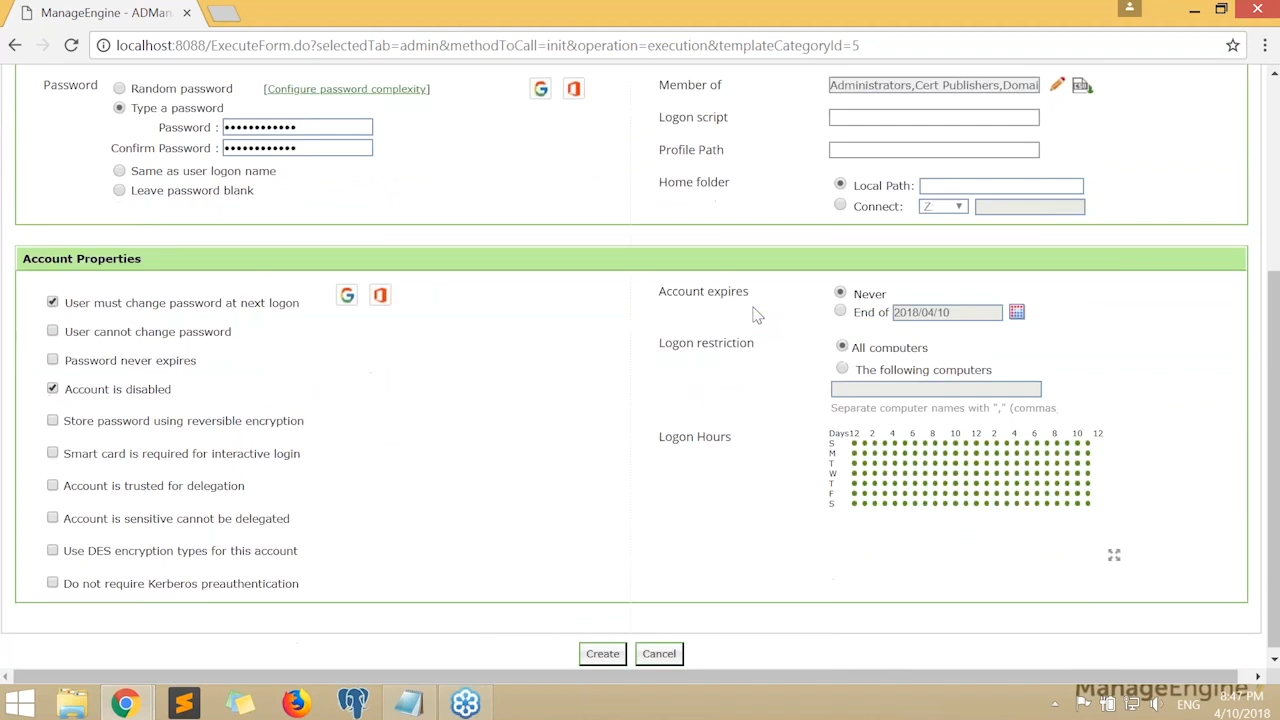 ManageEngine - ADMan
localhost:8088/ExecuteForm.do?selectedTab=admin&methodToCall=init&operation=execution&templateCategoryId=5
Password
Random password
[Configure password complexity]
Type a password
Password :
Confirm Password :
Same as user logon name
Leave password blank
Member of
Administrators,Cert Publishers,Domai
Logon script
Profile Path
Home folder
Local Path:
Connect:
Z:
Account Properties
User must change password at next logon
User cannot change password
Password never expires
Account is disabled
Store password using reversible encryption
Smart card is required for interactive login
Account is trusted for delegation
Account is sensitive cannot be delegated
Use DES encryption types for this account
Do not require Kerberos preauthentication
Account expires
Never
End of 2018/04/10
Logon restriction
All computers
The following computers
Separate computer names with "," (commas
Logon Hours
Days12 2 4 6 8 10 12 2 4 6 8 10 12
S
M
T
W
T
F
S
Create
Cancel
ManageEngine
ENG
8:47 PM
4/10/2018